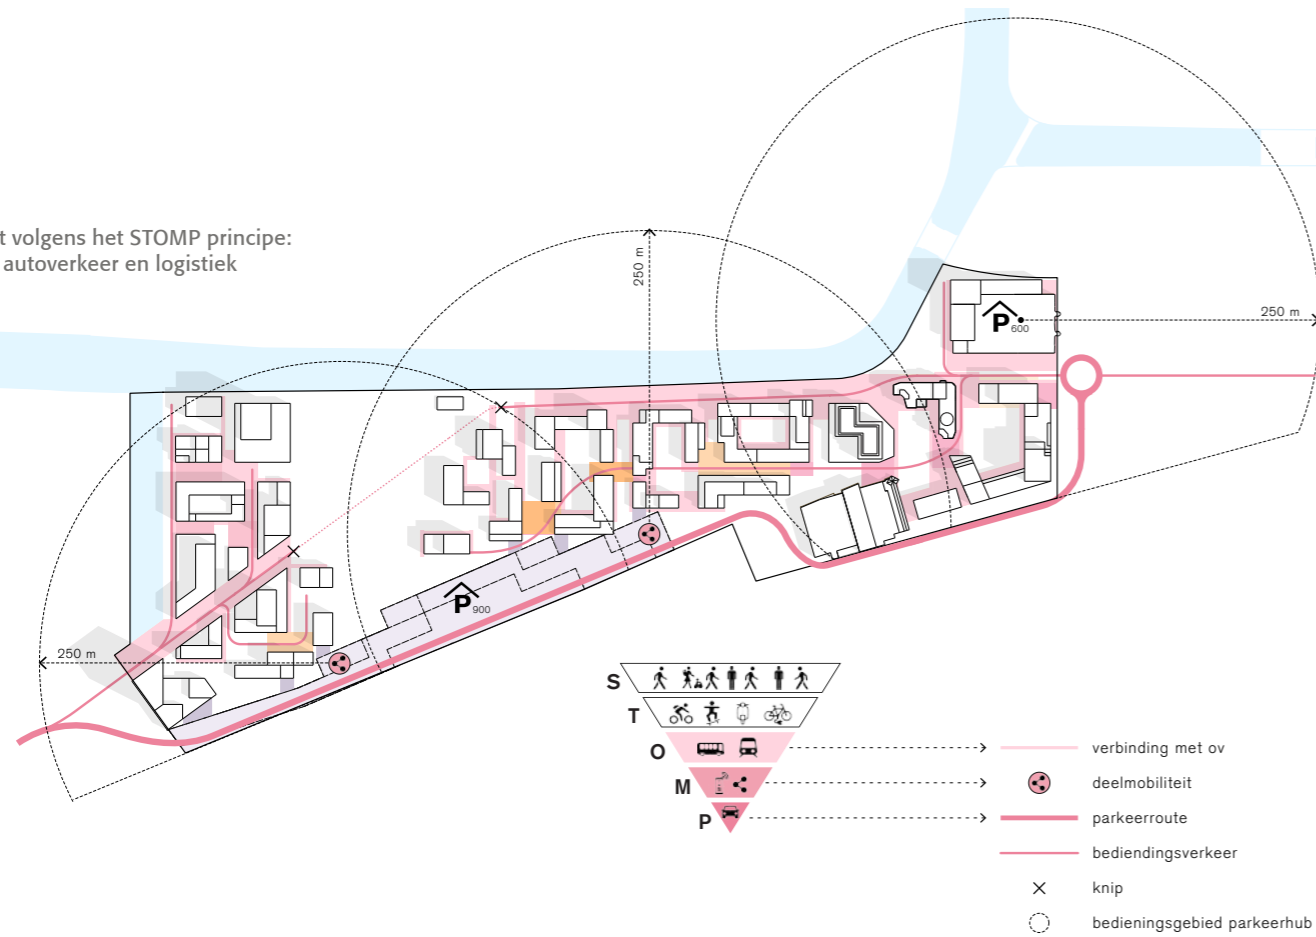 t volgens het STOMP principe:
autoverkeer en logistiek
250 m
250 m
P 600
P 900
250 m
S
T
O
M
P
verbinding met ov
deelmobiliteit
parkeerroute
bediendingsverkeer
knip
bedieningsgebied parkeerhub